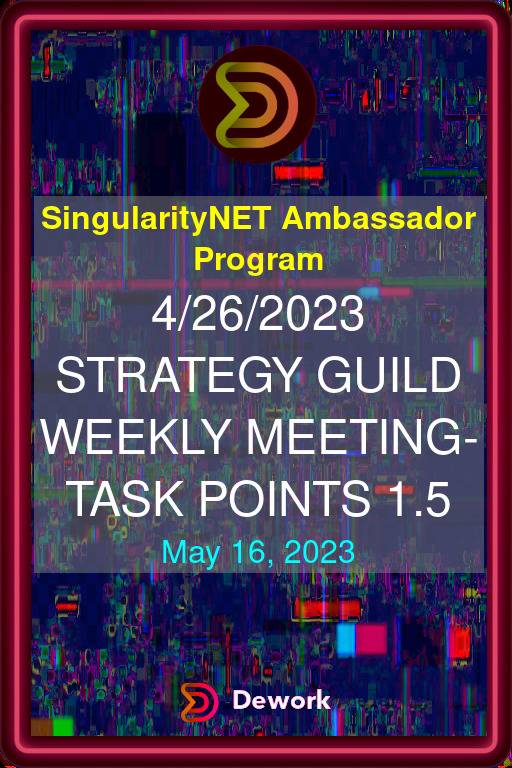 SingularityNET Ambassador
Program
4/26/2023
STRATEGY GUILD
WEEKLY MEETING-
TASK POINTS 1.5
May 16, 2023
Dework